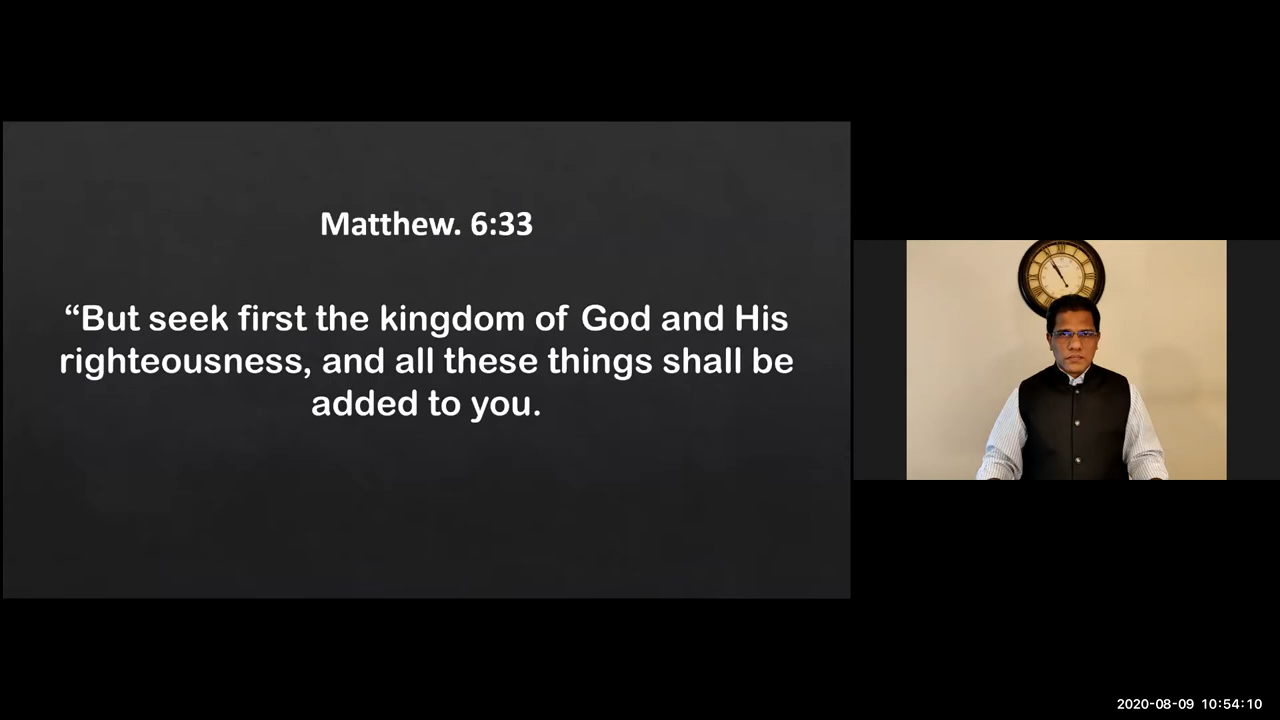 Matthew. 6:33
“But seek first the kingdom of God and His
righteousness, and all these things shall be
added to you.
2020-08-09 10:54:10